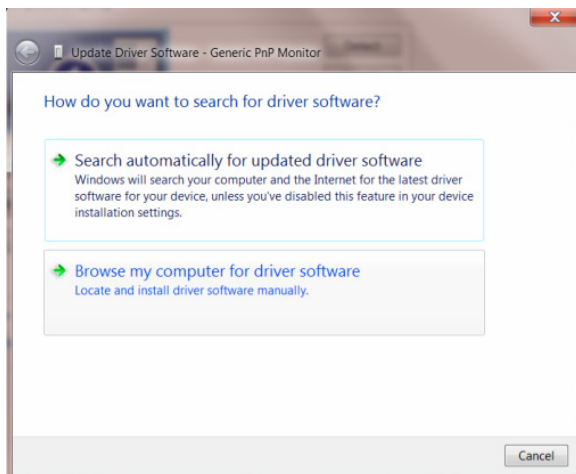 Update Driver Software - Generic PnP Monitor
How do you want to search for driver software?
Search automatically for updated driver software
Windows will search your computer and the Internet for the latest driver
software for your device, unless you've disabled this feature in your device
installation settings.
Browse my computer for driver software
Locate and install driver software manually.
Cancel